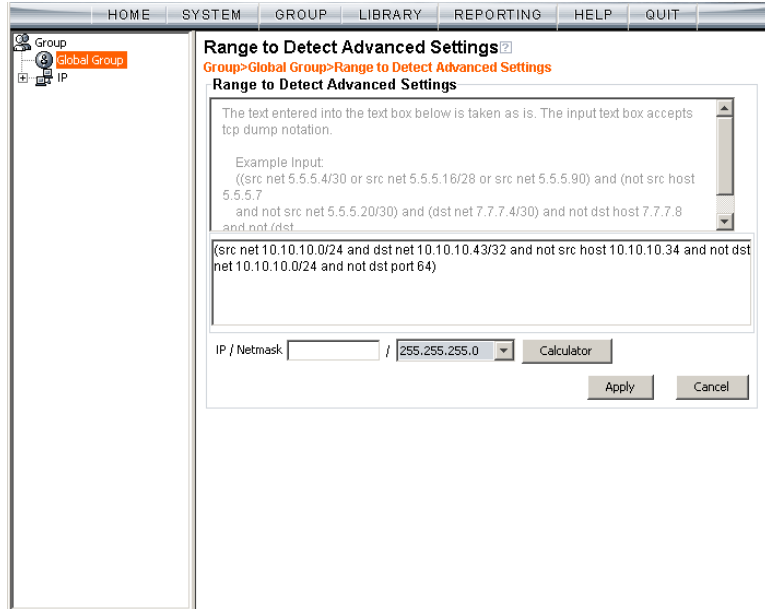 HOME SYSTEM GROUP LIBRARY REPORTING HELP QUIT
Group
Global Group
IP
Range to Detect Advanced Settings?
Group>Global Group>Range to Detect Advanced Settings
Range to Detect Advanced Settings
The text entered into the text box below is taken as is. The input text box accepts
tcp dump notation.
Example Input:
((src net 5.5.5.4/30 or src net 5.5.5.16/28 or src net 5.5.5.90) and (not src host
5.5.5.7
and not src net 5.5.5.20/30) and (dst net 7.7.7.4/30) and not dst host 7.7.7.8
and not (dst
(src net 10.10.10.0/24 and dst net 10.10.10.43/32 and not src host 10.10.10.34 and not dst
net 10.10.10.0/24 and not dst port 64)
IP / Netmask / 255.255.255.0 Calculator
Apply Cancel